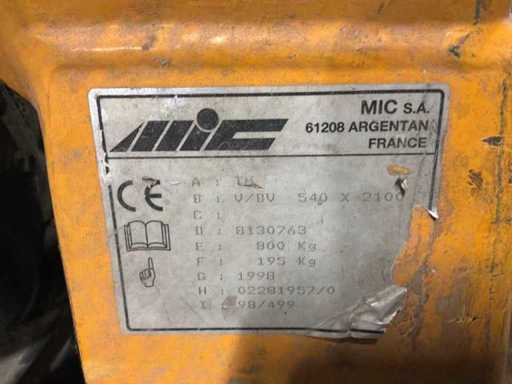 MIC
MIC S.A.
61208 ARGENTAN
FRANCE
CE
A : TH
B : V/BV 540 X 2100
C :
D : 8130763
E : 800 Kg
F : 195 Kg
G : 1998
H : 02281957/0
I : 98/499